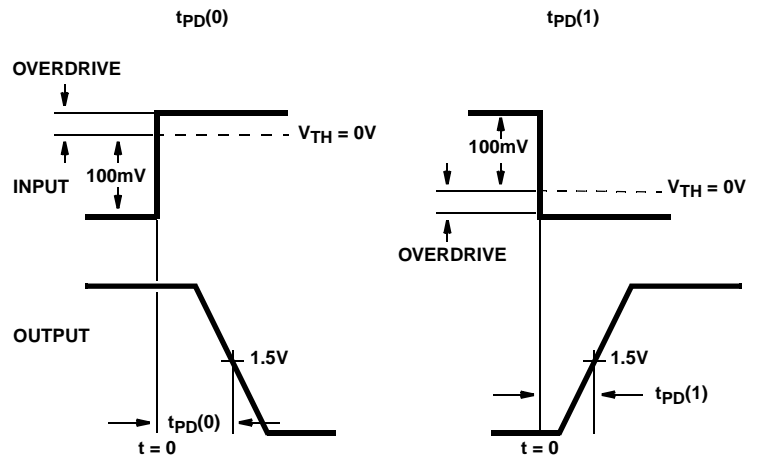 tPD(0)
tPD(1)
OVERDRIVE
VTH = 0V
100mV
INPUT
100mV
VTH = 0V
OVERDRIVE
OUTPUT
1.5V
1.5V
tPD(0)
tPD(1)
t = 0
t = 0